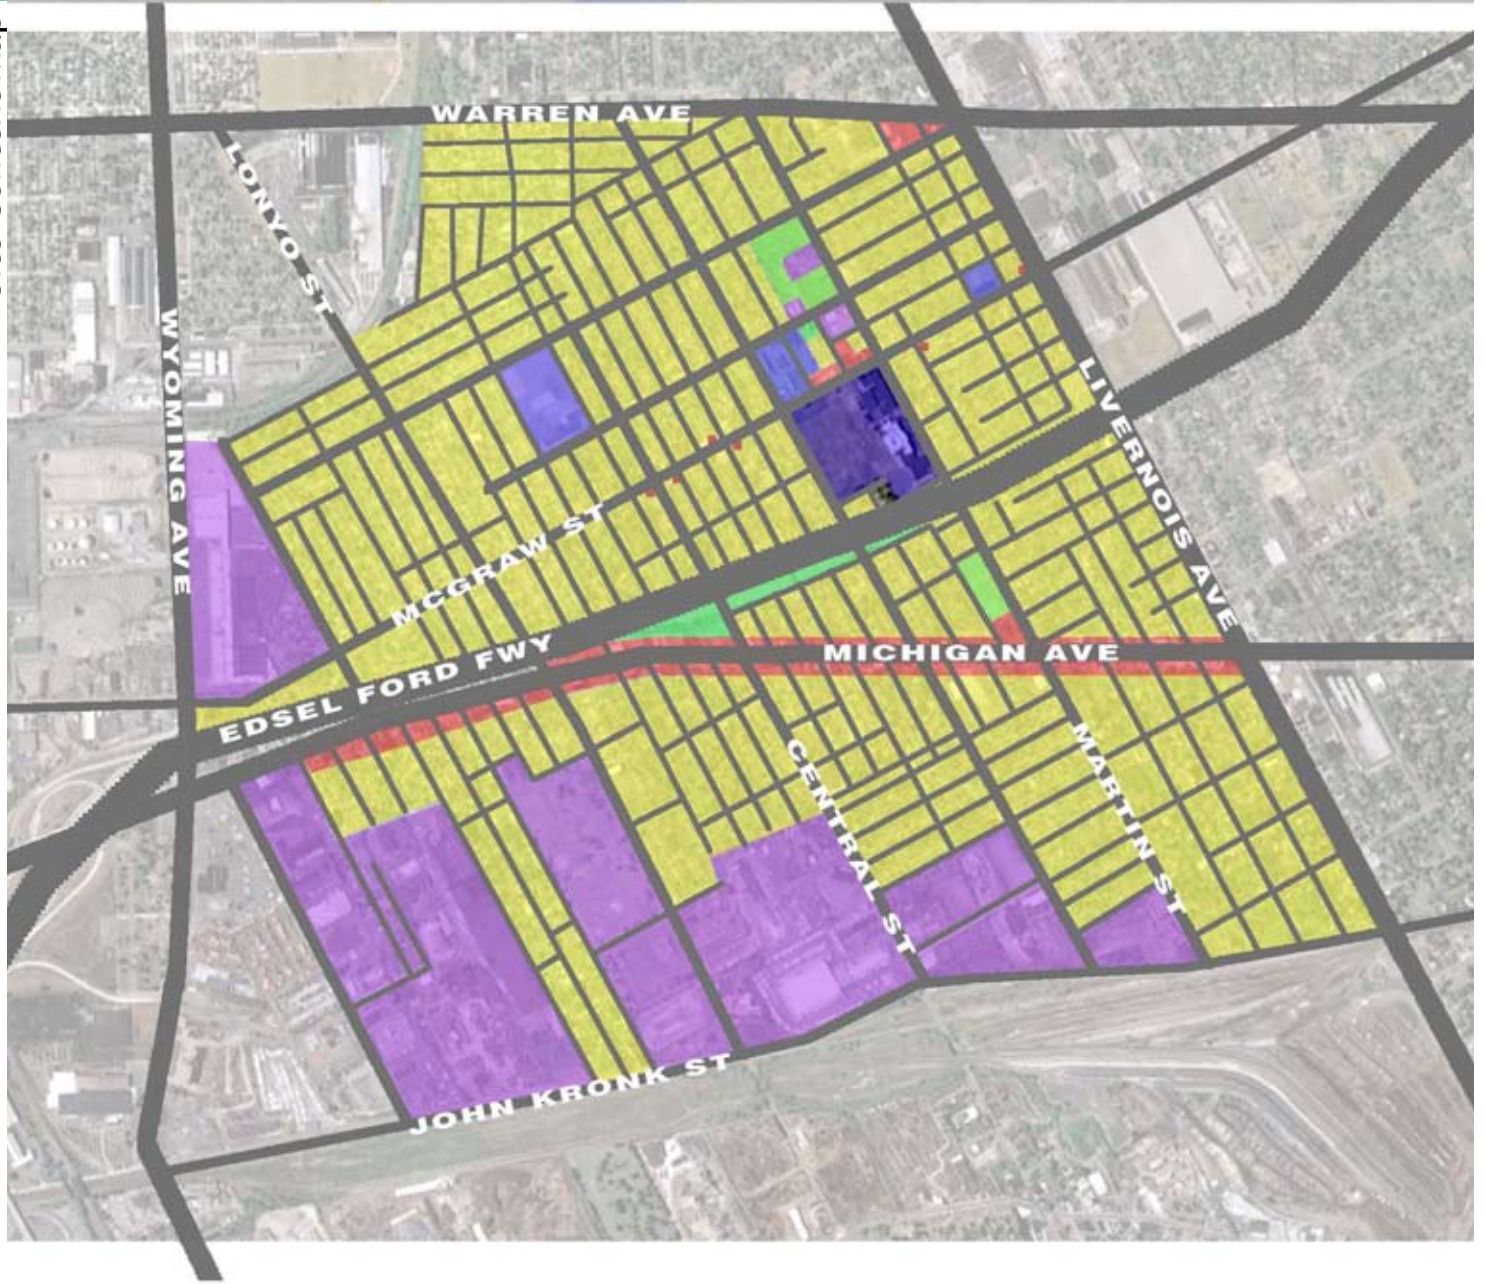 WARREN AVE
LONYO ST
WYOMING AVE
LIVERNOIS AVE
MCGRAW ST
EDSEL FORD FWY
MICHIGAN AVE
CENTRAL ST
MARTIN ST
JOHN KRONK ST